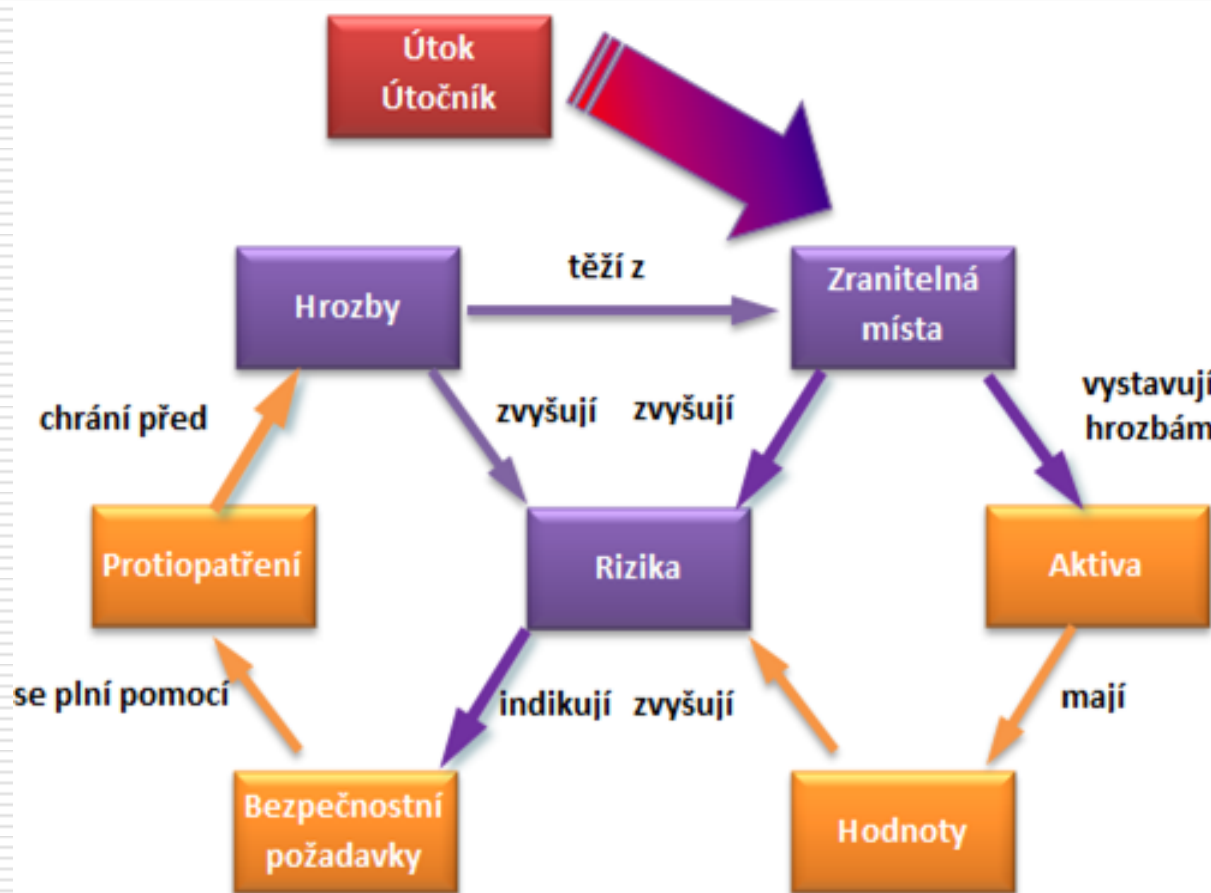 Útok
Útočník
těží z
Hrozby
Zranitelná
místa
chrání před
zvyšují
zvyšují
vystavují
hrozbám
Protiopatření
Rizika
Aktiva
se plní pomocí
indikují
zvyšují
mají
Bezpečnostní
požadavky
Hodnoty